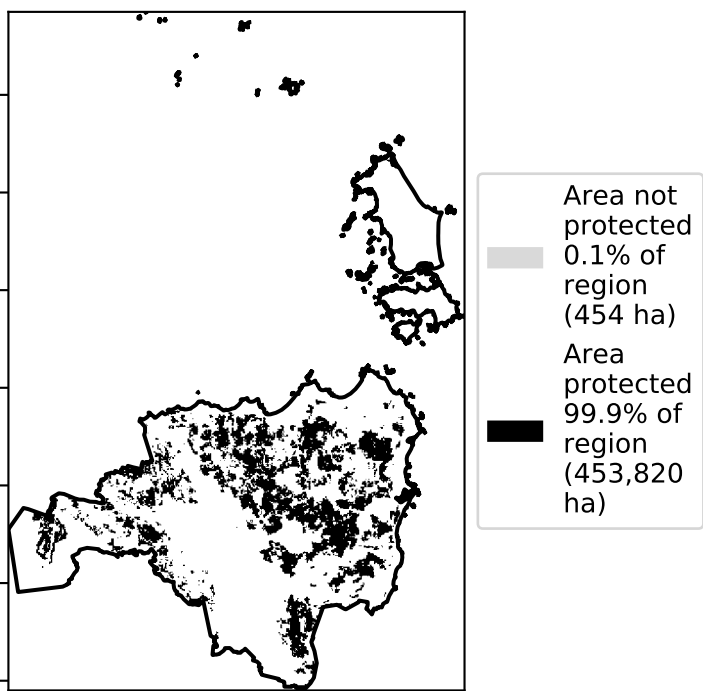 Area not
protected
0.1% of
region
(454 ha)
Area
protected
99.9% of
region
(453,820
ha)